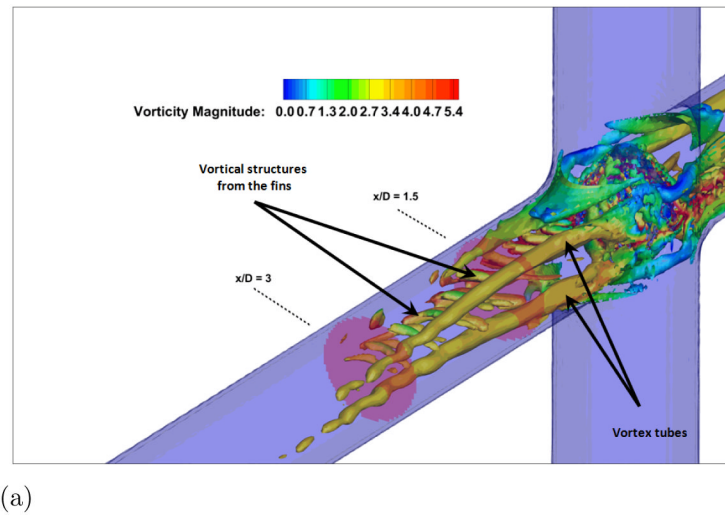 Vorticity Magnitude: 0.0 0.7 1.3 2.0 2.7 3.4 4.0 4.7 5.4
Vortical structures
from the fins
x/D = 1.5
x/D = 3
Vortex tubes
(a)